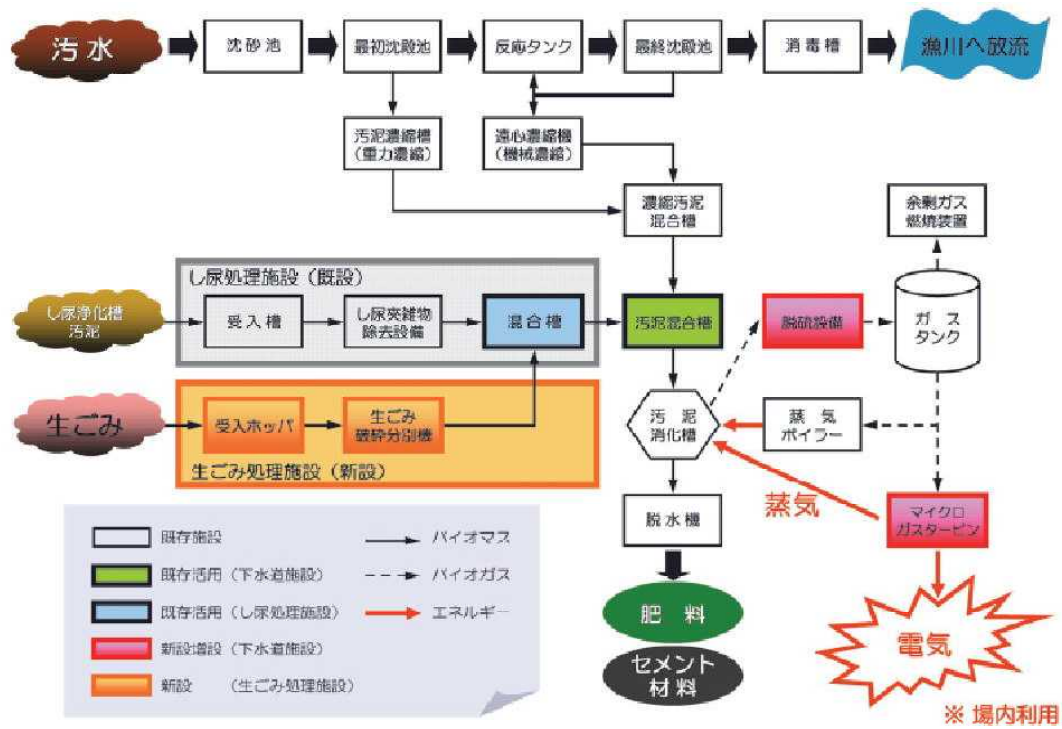 汚水
沈砂池
最初沈殿池
反応タンク
最終沈殿池
消毒槽
漁川へ放流
汚泥濃縮槽
(重力濃縮)
遠心濃縮機
(機械濃縮)
濃縮汚泥
混合槽
余剰ガス
燃焼装置
し尿処理施設(既設)
し尿浄化槽
汚泥
受入槽
し尿夾雑物
除去設備
混合槽
汚泥混合槽
脱硫設備
ガス
タンク
生ごみ
受入ホッパ
生ごみ
破砕分別機
汚泥
消化槽
蒸気
ボイラー
生ごみ処理施設(新設)
蒸気
脱水機
マイクロ
ガスタービン
既存施設
バイオマス
既存活用(下水道施設)
バイオガス
既存活用(し尿処理施設)
エネルギー
新設増設(下水道施設)
新設 (生ごみ処理施設)
肥料
セメント
材料
電気
※ 場内利用